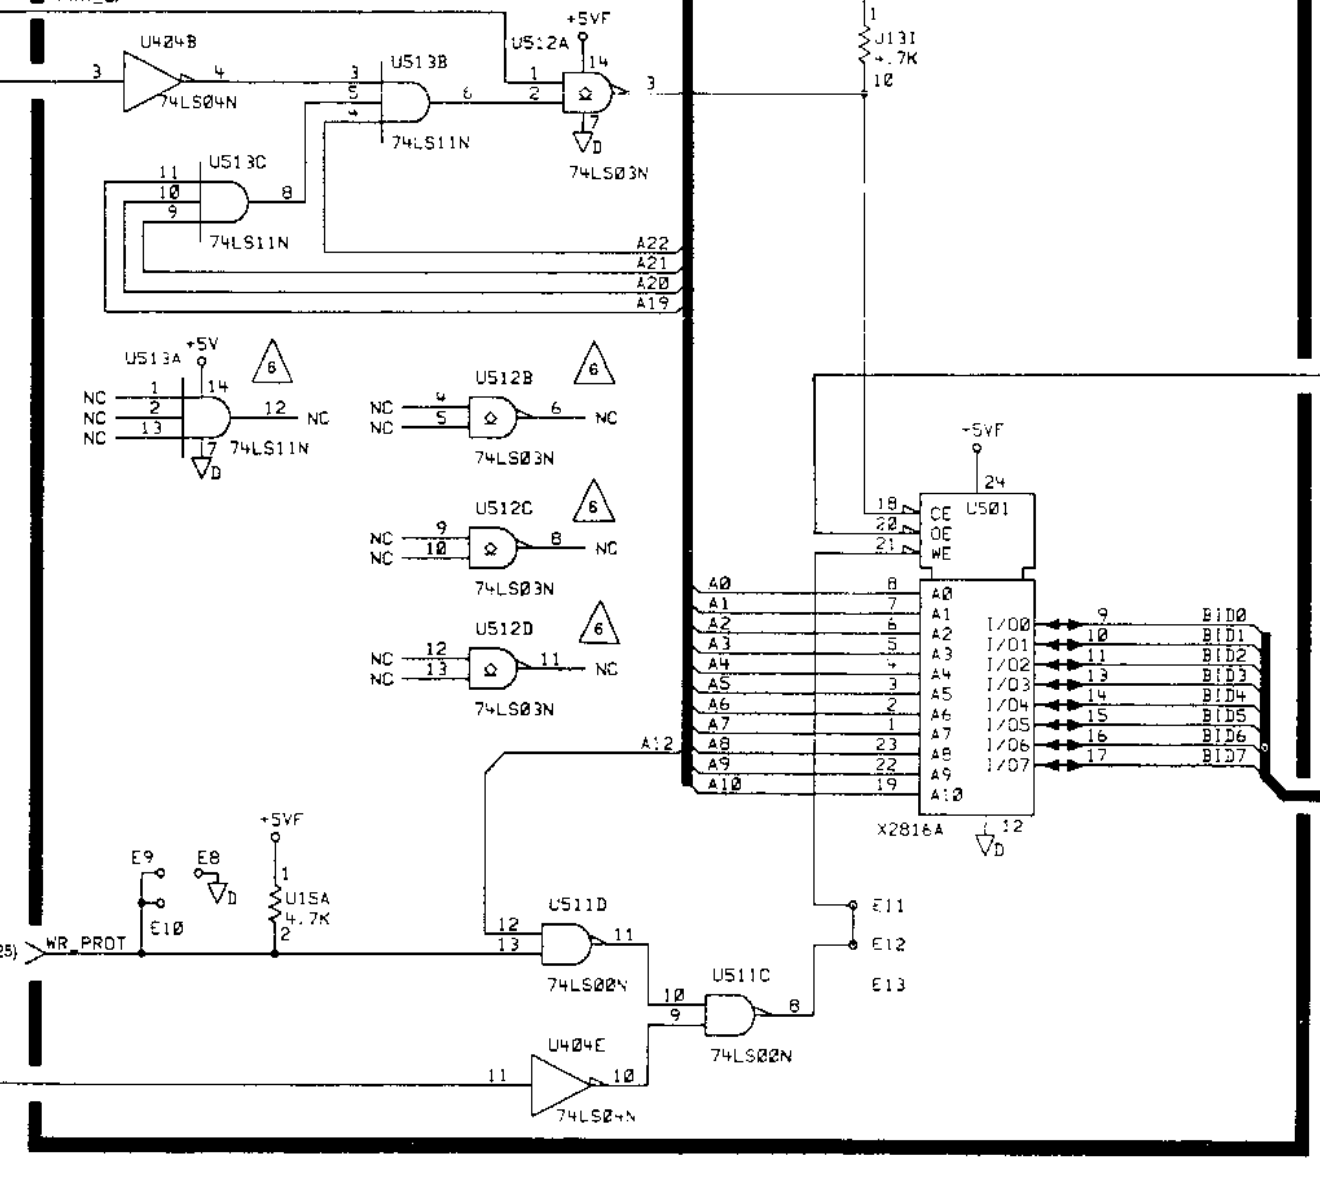 +5VF
U404B
U512A
1
U513B
14
J13I
4.7K
3
4
3
1
3
10
5
6
2
74LS04N
4
7
D
74LS11N
U513C
74LS03N
11
10
8
9
74LS11N
A22
A21
A20
A19
+5V
U513A
6
U512B
6
NC 1
14
NC 2
12 NC
NC 13
7
74LS11N
D
NC 4
6 NC
NC 5
74LS03N
+5VF
24
U512C
6
18 CE
U501
20 OE
21 WE
NC 9
8 NC
NC 10
74LS03N
U512D
6
NC 12
11 NC
NC 13
74LS03N
A0 8 A0
A1 7 A1
A2 6 A2
A3 5 A3
A4 4 A4
A5 3 A5
A6 2 A6
A7 1 A7
A8 23 A8
A9 22 A9
A10 19 A10
I/O0 9 BID0
I/O1 10 BID1
I/O2 11 BID2
I/O3 13 BID3
I/O4 14 BID4
I/O5 15 BID5
I/O6 16 BID6
I/O7 17 BID7
A12
X2816A
12
D
+5VF
E9
E8
1
D
U15A
4.7K
E10
2
WR_PROT
U511D
12
11
13
74LS00N
E11
E12
E13
U511C
10
8
9
74LS00N
U404E
11
10
74LS04N